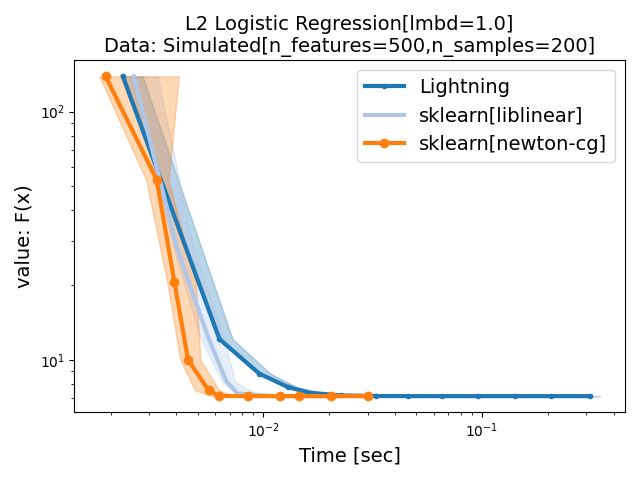 L2 Logistic Regression[lmbd=1.0]
Data: Simulated[n_features=500,n_samples=200]
Lightning
sklearn[liblinear]
sklearn[newton-cg]
value: F(x)
10²
10¹
10⁻²
10⁻¹
Time [sec]